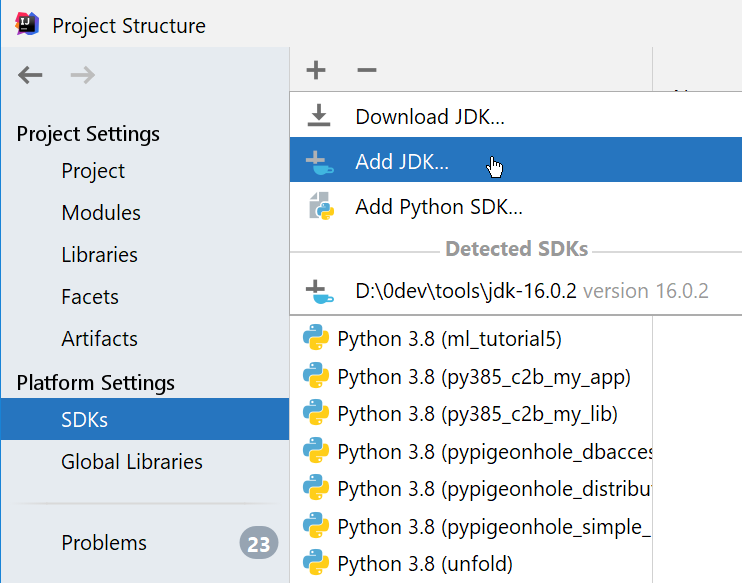 Project Structure
Project Settings
Project
Modules
Libraries
Facets
Artifacts
Platform Settings
SDKs
Global Libraries
Problems 23
Download JDK...
Add JDK...
Add Python SDK...
Detected SDKs
D:\0dev\tools\jdk-16.0.2 version 16.0.2
Python 3.8 (ml_tutorial5)
Python 3.8 (py385_c2b_my_app)
Python 3.8 (py385_c2b_my_lib)
Python 3.8 (pypigeonhole_dbacces
Python 3.8 (pypigeonhole_distribu
Python 3.8 (pypigeonhole_simple_
Python 3.8 (unfold)